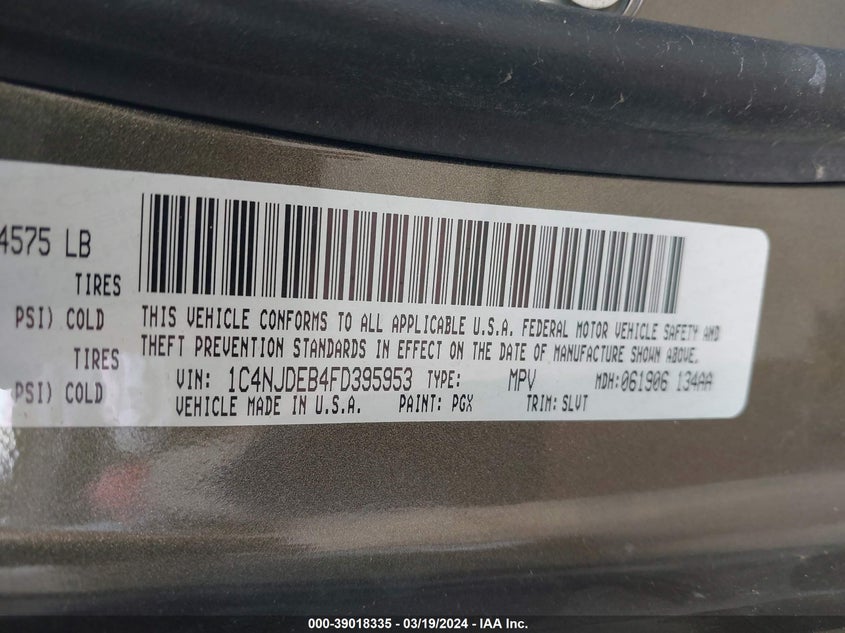 4575 LB
TIRES
PSI) COLD
TIRES
PSI) COLD
THIS VEHICLE CONFORMS TO ALL APPLICABLE U.S.A. FEDERAL MOTOR VEHICLE SAFETY AND
THEFT PREVENTION STANDARDS IN EFFECT ON THE DATE OF MANUFACTURE SHOWN ABOVE.
VIN: 1C4NJDEB4FD395953 TYPE: MPV MDH:061906 134AA
VEHICLE MADE IN U.S.A. PAINT: PGX TRIM: SLVT
000-39018335 - 03/19/2024 - IAA Inc.